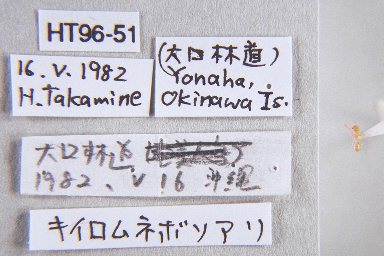 HT96-51
16. V. 1982
H. Takamine
(大口林道)
Yonaha,
Okinawa Is.
大口林道
1982. V 16 沖縄
キイロムネボソアリ